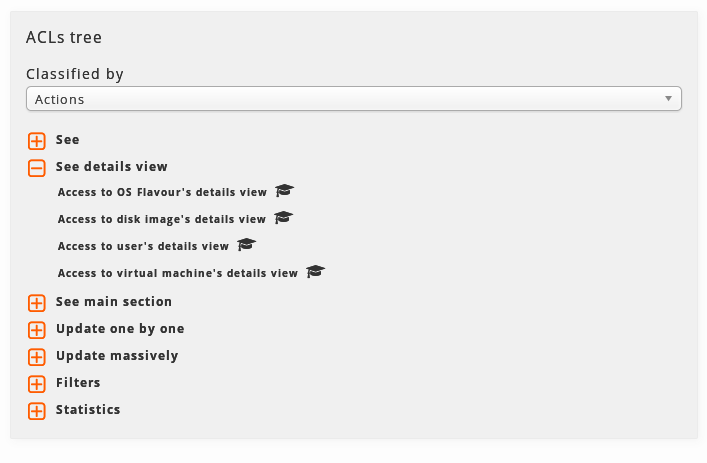 ACLs tree
Classified by
Actions
See
See details view
Access to OS Flavour's details view
Access to disk image's details view
Access to user's details view
Access to virtual machine's details view
See main section
Update one by one
Update massively
Filters
Statistics